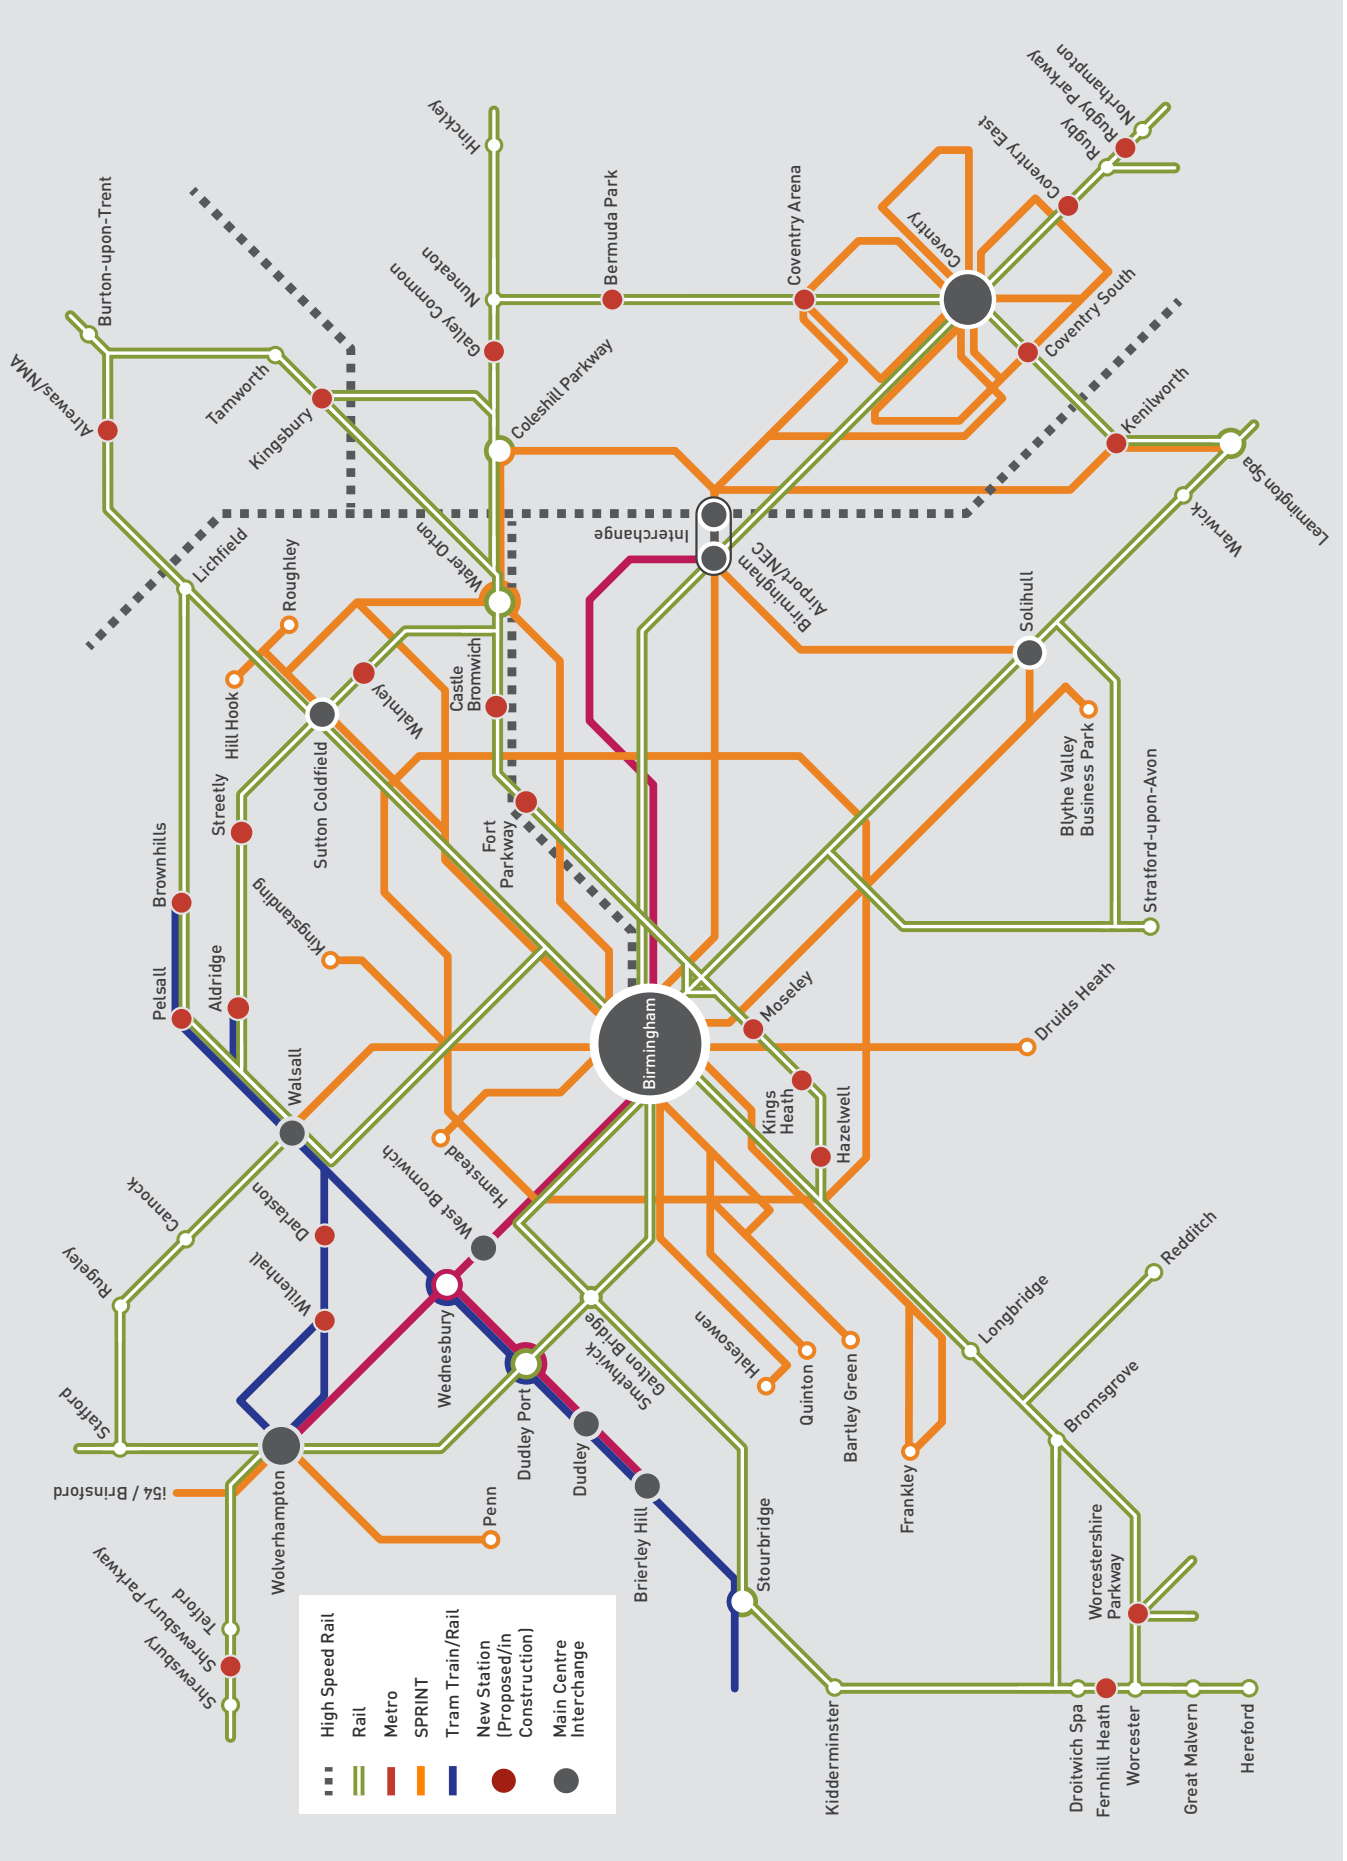 Shrewsbury
Shrewsbury Parkway
Telford
i54 / Brinsford
Stafford
Rugeley
Cannock
Wolverhampton
Penn
Willenhall
Darlaston
Walsall
Pelsall
Brownhills
Aldridge
Streetly
Sutton Coldfield
Hill Hook
Roughley
Lichfield
Alrewas/NMA
Burton-upon-Trent
Tamworth
Kingsbury
Walmley
Kingstanding
Hamstead
West Bromwich
Wednesbury
Dudley Port
Dudley
Brierley Hill
Stourbridge
Smethwick
Galton Bridge
Birmingham
Fort
Parkway
Castle
Bromwich
Water Orton
Coleshill Parkway
Galley Common
Nuneaton
Hinckley
Bermuda Park
Coventry Arena
Coventry
Coventry East
Rugby
Rugby Parkway
Northampton
Coventry South
Kenilworth
Leamington Spa
Warwick
Interchange
Birmingham
Airport/NEC
Solihull
Blythe Valley
Business Park
Stratford-upon-Avon
Druids Heath
Moseley
Kings
Heath
Hazelwell
Halesowen
Quinton
Bartley Green
Frankley
Longbridge
Redditch
Bromsgrove
Worcestershire
Parkway
Kidderminster
Droitwich Spa
Fernhill Heath
Worcester
Great Malvern
Hereford
High Speed Rail
Rail
Metro
SPRINT
Tram Train/Rail
New Station
(Proposed/in
Construction)
Main Centre
Interchange